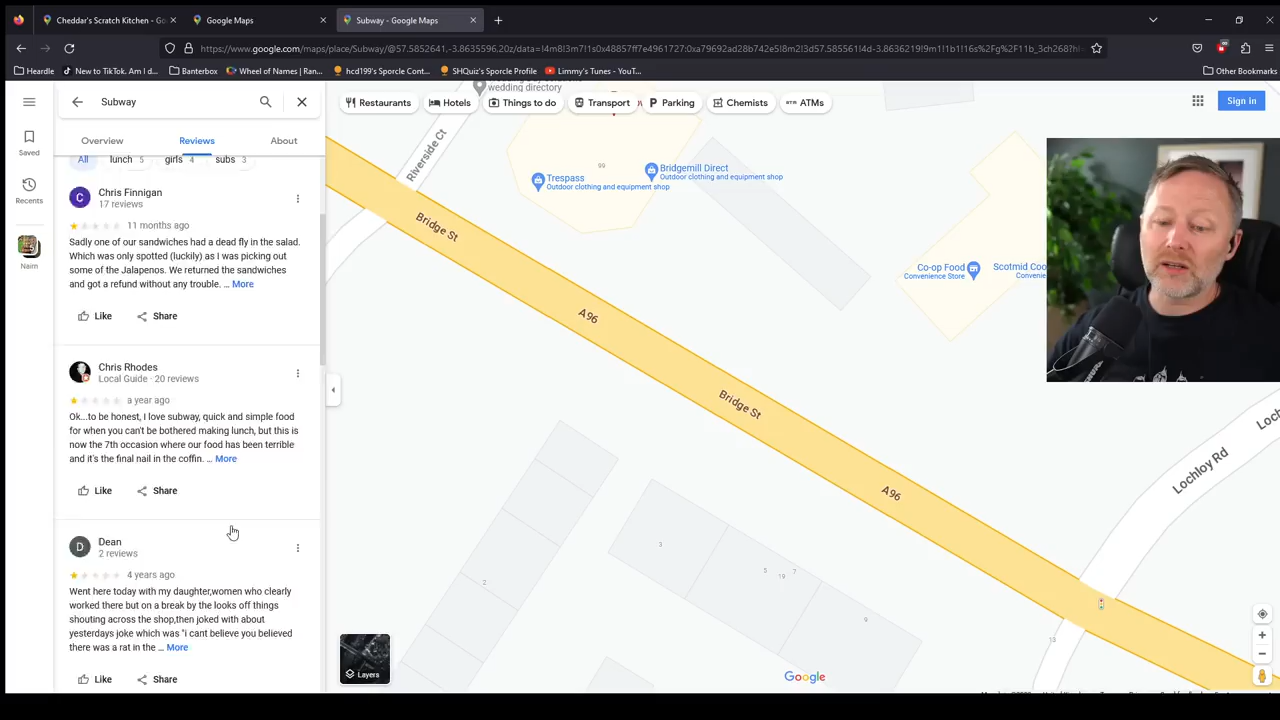 Cheddar's Scratch Kitchen - Go
Google Maps
Subway - Google Maps
https://www.google.com/maps/place/Subway/@57.5852641,-3.8635596,20z/data=!4m8!3m7!1s0x48857ff7e4961727:0xa79692ad28b742e5!8m2!3d57.585561!4d-3.8636219!9m1!1b1!16s%2Fg%2F11b_3ch268?hl
Heardle
New to TikTok, Am I d...
Banterbox
Wheel of Names | Ran...
hcd199's Sporcle Cont...
SHQuiz's Sporcle Profile
Limmy's Tunes - YouT...
Other Bookmarks
Subway
Restaurants
Hotels
Things to do
Transport
Parking
Chemists
ATMs
Sign in
Saved
Recents
Nairn
Overview
Reviews
About
All
lunch 5
girls 4
subs 3
Chris Finnigan
17 reviews
11 months ago
Sadly one of our sandwiches had a dead fly in the salad.
Which was only spotted (luckily) as I was picking out
some of the Jalapenos. We returned the sandwiches
and got a refund without any trouble. … More
Like
Share
Chris Rhodes
Local Guide · 20 reviews
a year ago
Ok...to be honest, I love subway, quick and simple food
for when you can't be bothered making lunch, but this is
now the 7th occasion where our food has been terrible
and it's the final nail in the coffin. … More
Like
Share
Dean
2 reviews
4 years ago
Went here today with my daughter,women who clearly
worked there but on a break by the looks off things
shouting across the shop,then joked with about
yesterdays joke which was "i cant believe you believed
there was a rat in the … More
Like
Share
wedding directory
Riverside Ct
99
Trespass
Outdoor clothing and equipment shop
Bridgemill Direct
Outdoor clothing and equipment shop
Bridge St
Co-op Food
Convenience Store
Scotmid Coo
Convenie
A96
Bridge St
A96
Lochloy Rd
Loch
3
5
7
19
2
9
13
Layers
Google